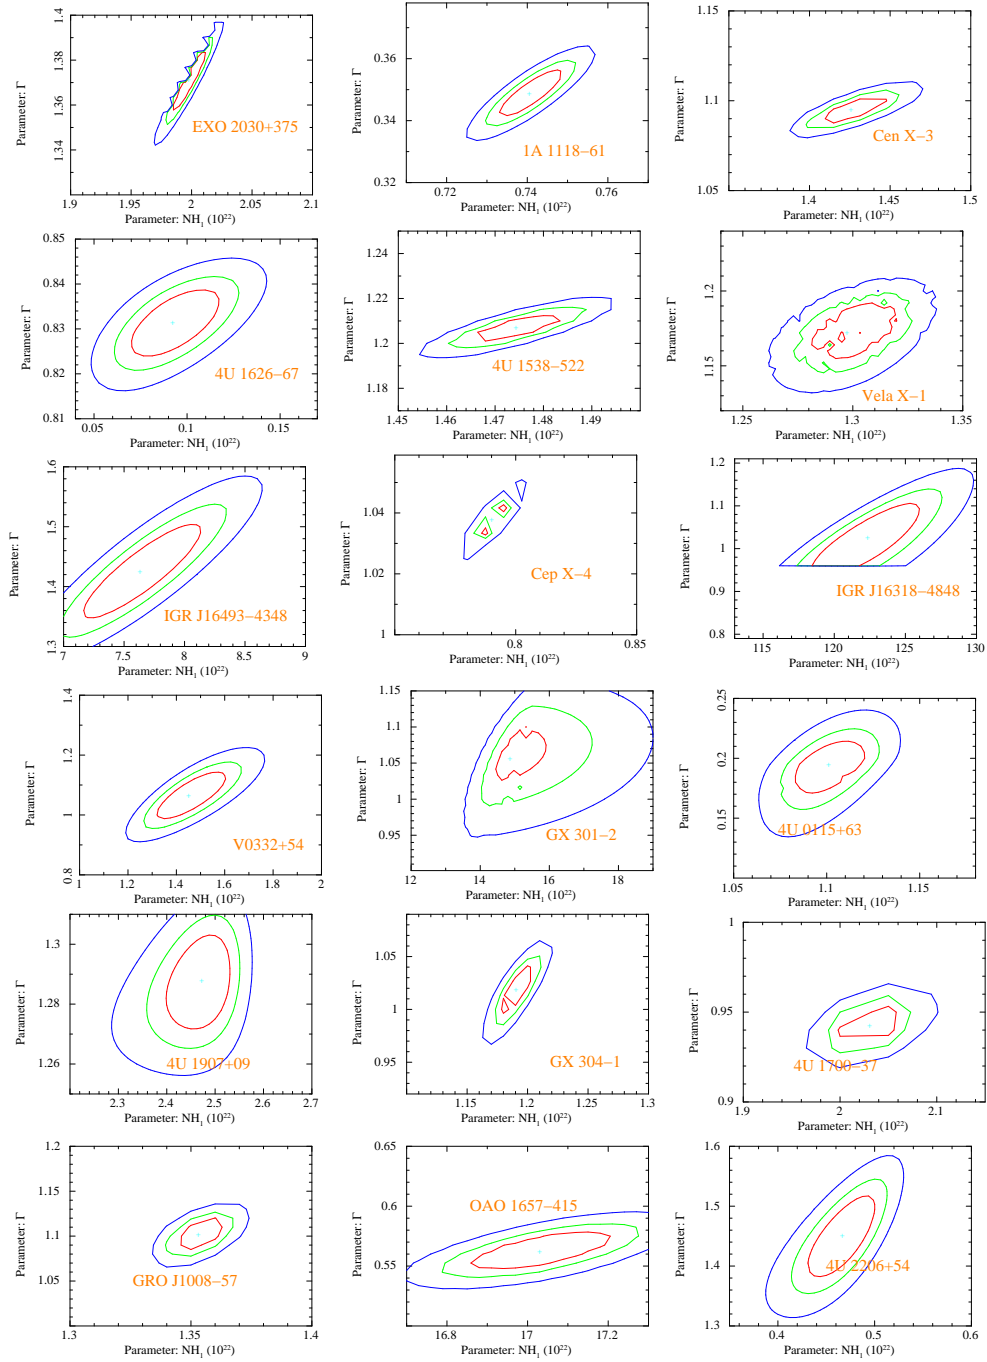 1.4
1.38
1.36
1.34
Parameter: Γ
EXO 2030+375
1.9 1.95 2 2.05 2.1
Parameter: NH₁ (10²²)
0.36
0.34
0.32
Parameter: Γ
1A 1118−61
0.72 0.74 0.76
Parameter: NH₁ (10²²)
1.15
1.1
1.05
Parameter: Γ
Cen X−3
1.4 1.45 1.5
Parameter: NH₁ (10²²)
0.85
0.84
0.83
0.82
0.81
Parameter: Γ
4U 1626−67
0.05 0.1 0.15
Parameter: NH₁ (10²²)
1.24
1.22
1.2
1.18
Parameter: Γ
4U 1538−522
1.45 1.46 1.47 1.48 1.49
Parameter: NH₁ (10²²)
1.2
1.15
Parameter: Γ
Vela X−1
1.25 1.3 1.35
Parameter: NH₁ (10²²)
1.6
1.5
1.4
1.3
Parameter: Γ
IGR J16493−4348
7 7.5 8 8.5 9
Parameter: NH₁ (10²²)
1.04
1.02
1
Parameter: Γ
Cep X−4
0.8 0.85
Parameter: NH₁ (10²²)
1.2
1.1
1
0.9
0.8
Parameter: Γ
IGR J16318−4848
115 120 125 130
Parameter: NH₁ (10²²)
1.4
1.2
1
0.8
Parameter: Γ
V0332+54
1 1.2 1.4 1.6 1.8 2
Parameter: NH₁ (10²²)
1.15
1.1
1.05
1
0.95
Parameter: Γ
GX 301−2
12 14 16 18
Parameter: NH₁ (10²²)
0.25
0.2
0.15
Parameter: Γ
4U 0115+63
1.05 1.1 1.15
Parameter: NH₁ (10²²)
1.3
1.28
1.26
Parameter: Γ
4U 1907+09
2.3 2.4 2.5 2.6 2.7
Parameter: NH₁ (10²²)
1.05
1
0.95
Parameter: Γ
GX 304−1
1.15 1.2 1.25 1.3
Parameter: NH₁ (10²²)
1
0.95
0.9
Parameter: Γ
4U 1700−37
1.9 2 2.1
Parameter: NH₁ (10²²)
1.2
1.15
1.1
1.05
Parameter: Γ
GRO J1008−57
1.3 1.35 1.4
Parameter: NH₁ (10²²)
0.65
0.6
0.55
Parameter: Γ
OAO 1657−415
16.8 17 17.2
Parameter: NH₁ (10²²)
1.6
1.5
1.4
1.3
Parameter: Γ
4U 2206+54
0.4 0.5 0.6
Parameter: NH₁ (10²²)